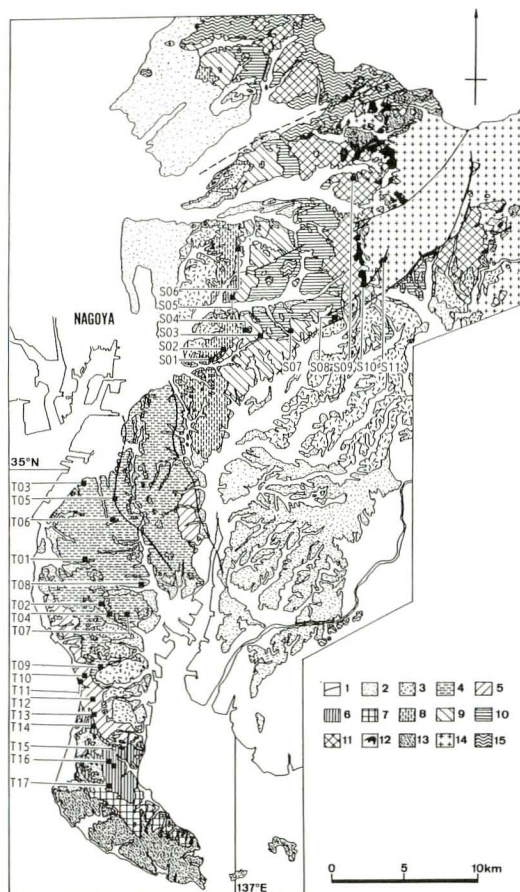 S06
S05
S04
S03
S02
S01
S07
S08
S09
S10
S11
NAGOYA
35°N
T03
T05
T06
T01
T08
T02
T04
T07
T09
T10
T11
T12
T13
T14
T15
T16
T17
1 2 3 4 5
6 7 8 9 10
11 12 13 14 15
0 5 10km
137°E